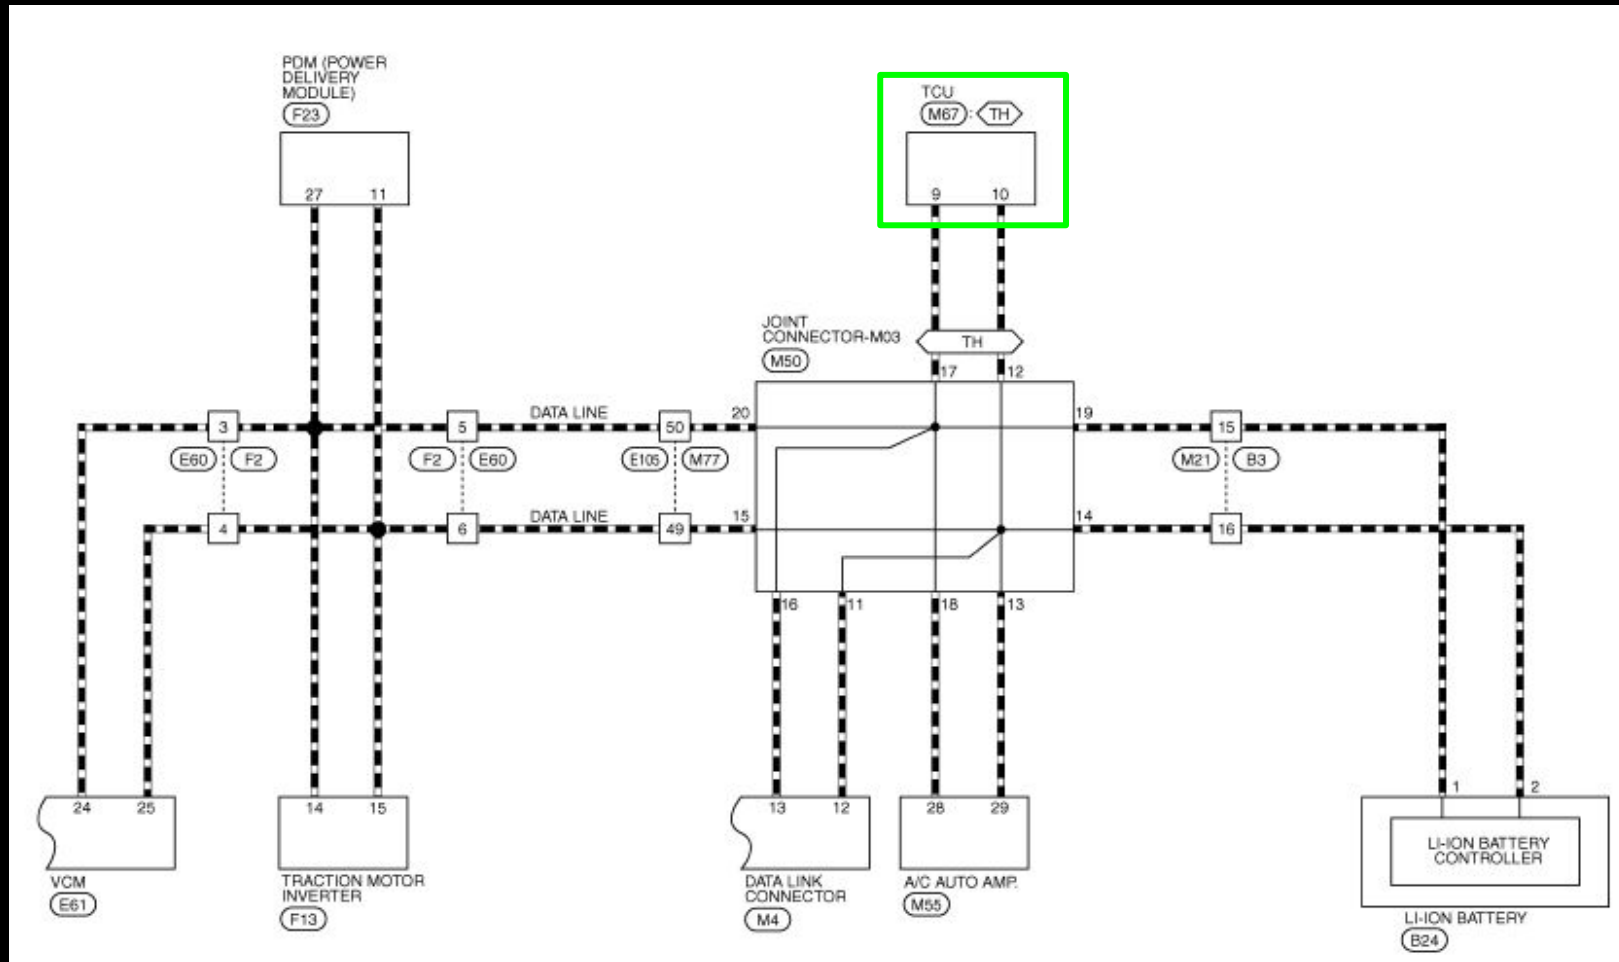 PDM (POWER
DELIVERY
MODULE)
F23
27 11
TCU
M67 : TH
9 10
JOINT
CONNECTOR-M03
M50
TH
17 12
3 5 DATA LINE 50 20 19 15
E60 F2 F2 E60 E105 M77 M21 B3
4 6 DATA LINE 49 15 14 16
16 11 18 13
24 25
VCM
E61
14 15
TRACTION MOTOR
INVERTER
F13
13 12
DATA LINK
CONNECTOR
M4
28 29
A/C AUTO AMP.
M55
1 2
LI-ION BATTERY
CONTROLLER
LI-ION BATTERY
B24